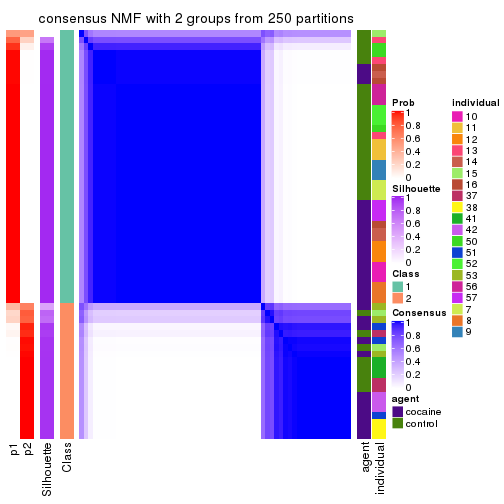 consensus NMF with 2 groups from 250 partitions
p1
p2
Silhouette
Class
agent
individual
Prob
1
0.8
0.6
0.4
0.2
0
Silhouette
1
0.8
0.6
0.4
0.2
0
Class
1
2
Consensus
1
0.8
0.6
0.4
0.2
0
agent
cocaine
control
individual
10
11
12
13
14
15
16
37
38
41
42
50
51
52
53
56
57
7
8
9